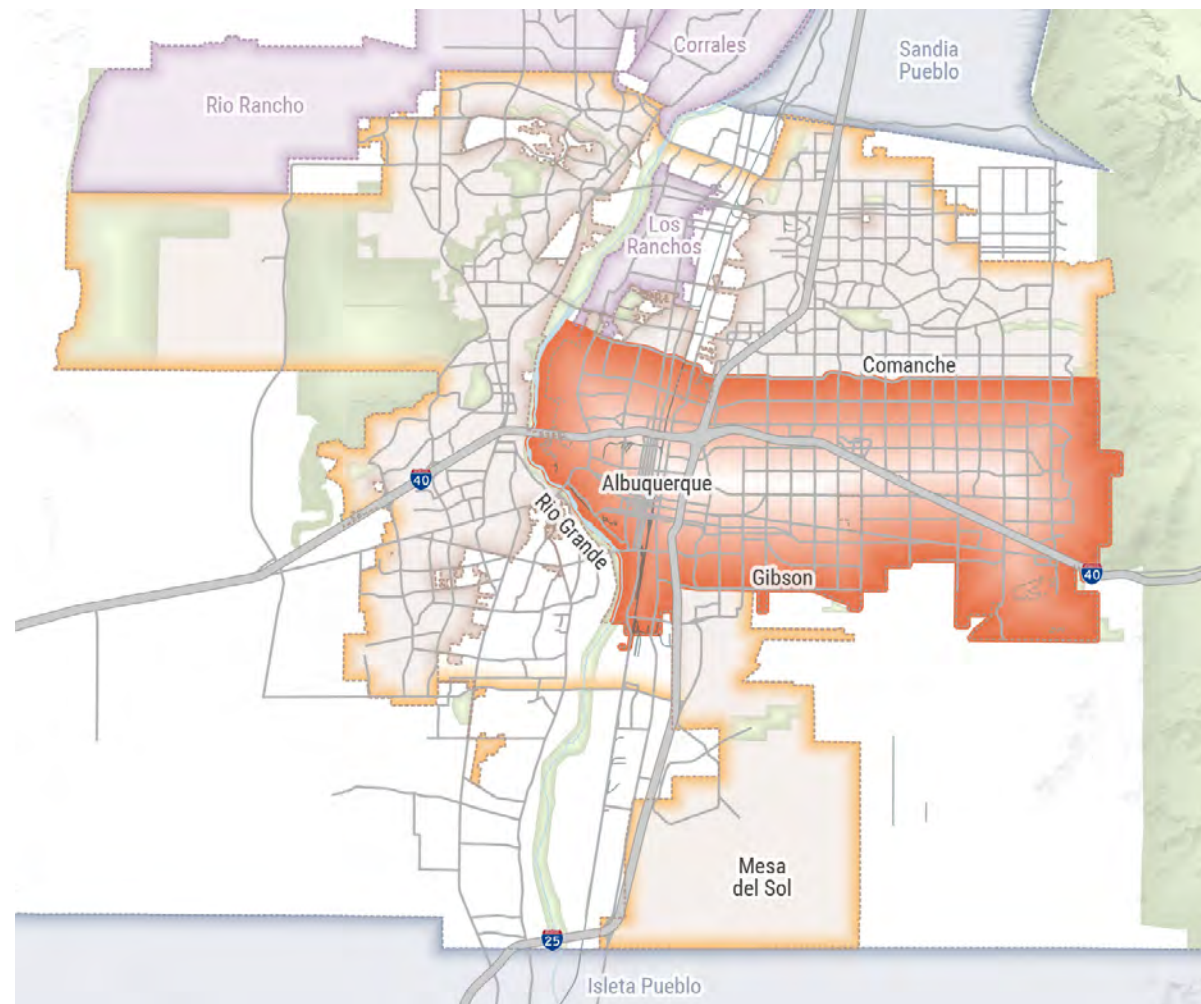 Corrales
Sandia
Pueblo
Rio Rancho
Los
Ranchos
Comanche
40
Albuquerque
Rio Grande
Gibson
40
Mesa
del Sol
25
Isleta Pueblo